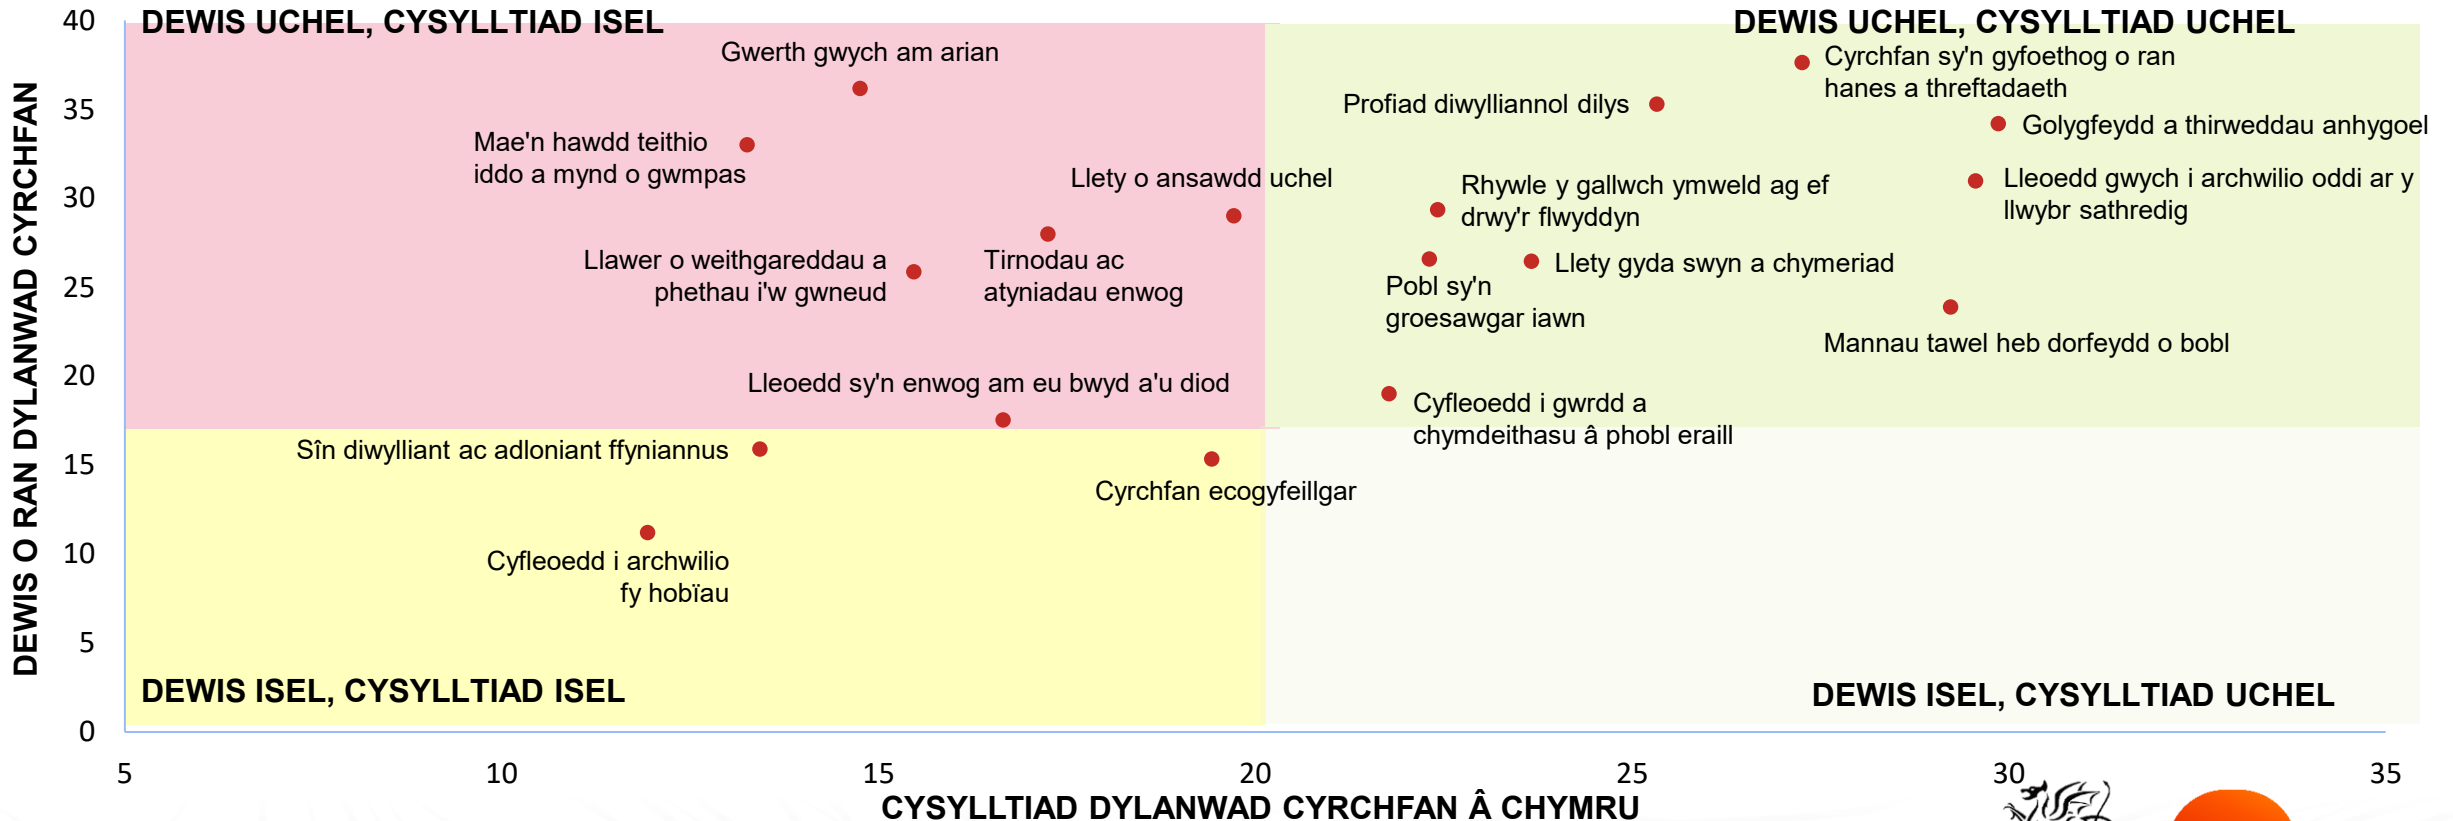 DEWIS UCHEL, CYSYLLTIAD ISEL
DEWIS UCHEL, CYSYLLTIAD UCHEL
DEWIS O RAN DYLANWAD CYRCHFAN
40
35
30
25
20
15
10
5
0
Gwerth gwych am arian
Cyrchfan sy'n gyfoethog o ran
hanes a threftadaeth
Profiad diwylliannol dilys
Golygfeydd a thirweddau anhygoel
Mae'n hawdd teithio
iddo a mynd o gwmpas
Llety o ansawdd uchel
Rhywle y gallwch ymweld ag ef
drwy'r flwyddyn
Lleoedd gwych i archwilio oddi ar y
llwybr sathredig
Llawer o weithgareddau a
phethau i'w gwneud
Tirnodau ac
atyniadau enwog
Llety gyda swyn a chymeriad
Pobl sy'n
groesawgar iawn
Mannau tawel heb dorfeydd o bobl
Lleoedd sy'n enwog am eu bwyd a'u diod
Cyfleoedd i gwrdd a
chymdeithasu â phobl eraill
Sîn diwylliant ac adloniant ffyniannus
Cyrchfan ecogyfeillgar
Cyfleoedd i archwilio
fy hobïau
DEWIS ISEL, CYSYLLTIAD ISEL
DEWIS ISEL, CYSYLLTIAD UCHEL
5
10
15
20
25
30
35
CYSYLLTIAD DYLANWAD CYRCHFAN Â CHYMRU